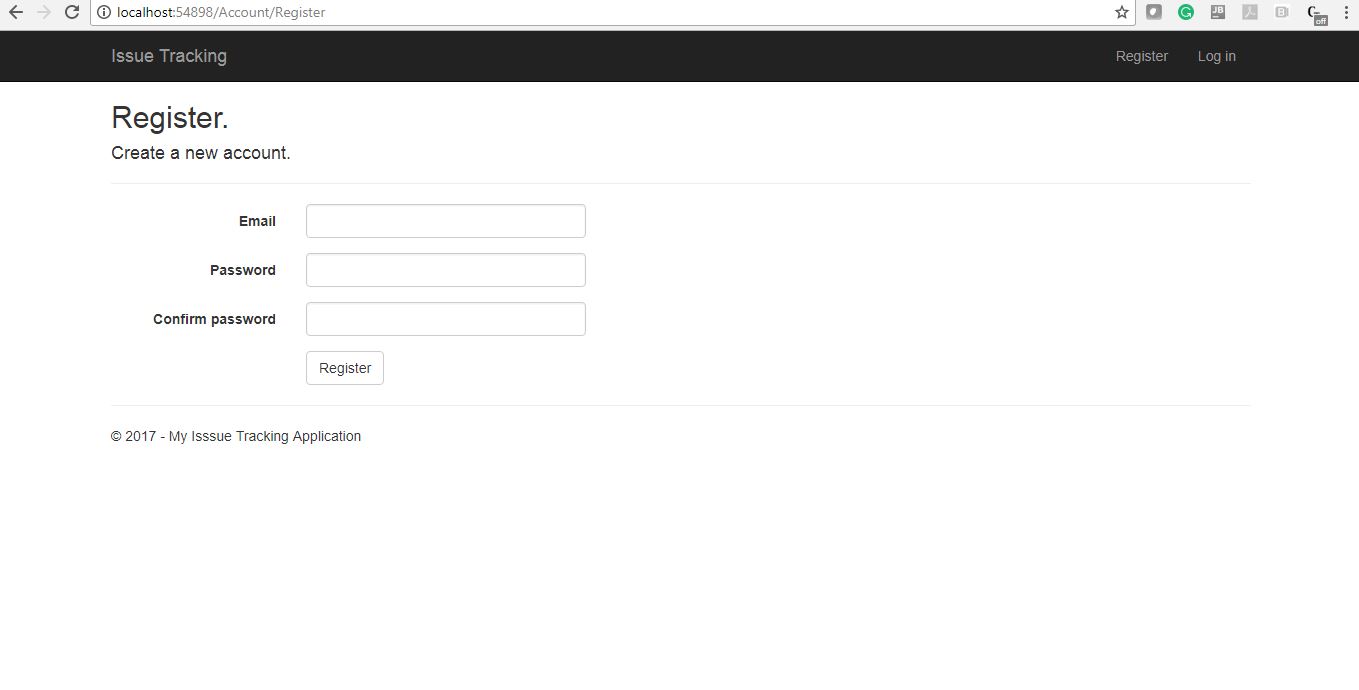 localhost:54898/Account/Register
JB
B
off
Issue Tracking
Register
Log in
Register.
Create a new account.
Email
Password
Confirm password
Register
© 2017 - My Isssue Tracking Application